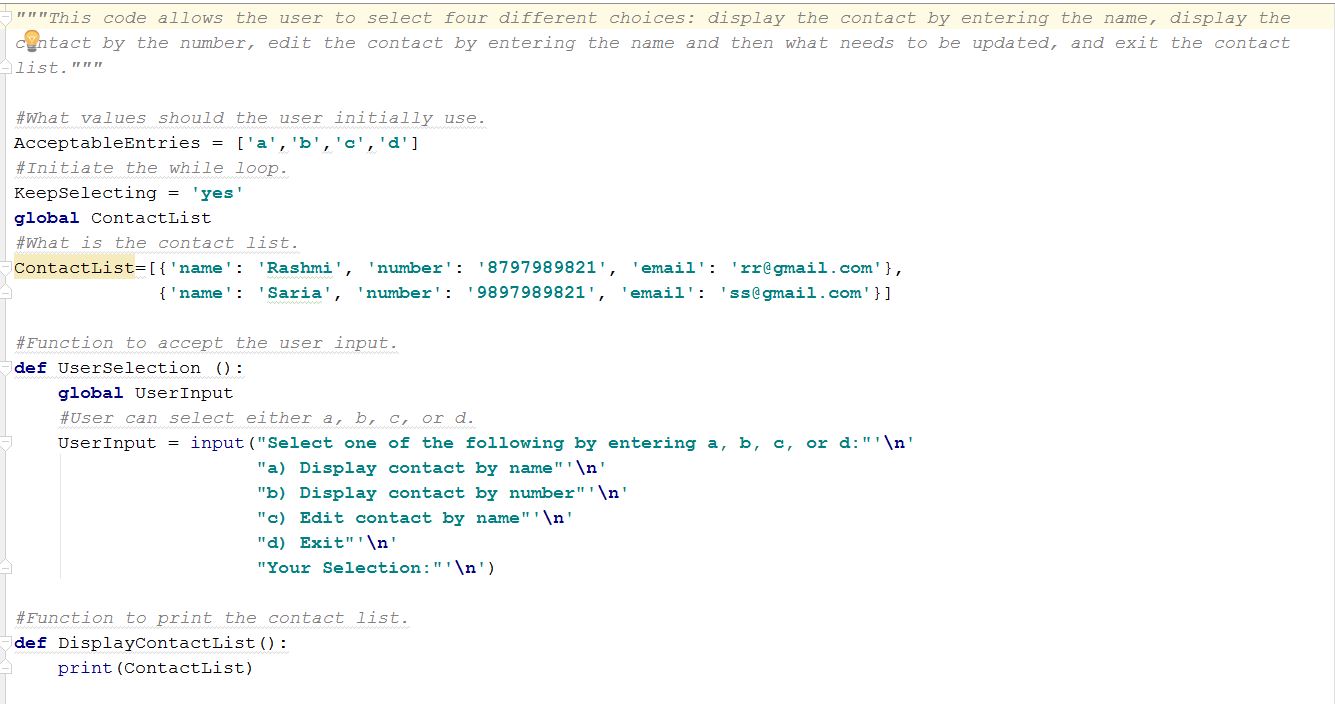 """This code allows the user to select four different choices: display the contact by entering the name, display the
contact by the number, edit the contact by entering the name and then what needs to be updated, and exit the contact
list."""
#What values should the user initially use.
AcceptableEntries = ['a','b','c','d']
#Initiate the while loop.
KeepSelecting = 'yes'
global ContactList
#What is the contact list.
ContactList=[{'name': 'Rashmi', 'number': '8797989821', 'email': 'rr@gmail.com'},
             {'name': 'Saria', 'number': '9897989821', 'email': 'ss@gmail.com'}]
#Function to accept the user input.
def UserSelection ():
    global UserInput
    #User can select either a, b, c, or d.
    UserInput = input("Select one of the following by entering a, b, c, or d:"'\n'
                      "a) Display contact by name"'\n'
                      "b) Display contact by number"'\n'
                      "c) Edit contact by name"'\n'
                      "d) Exit"'\n'
                      "Your Selection:"'\n')
#Function to print the contact list.
def DisplayContactList():
    print(ContactList)